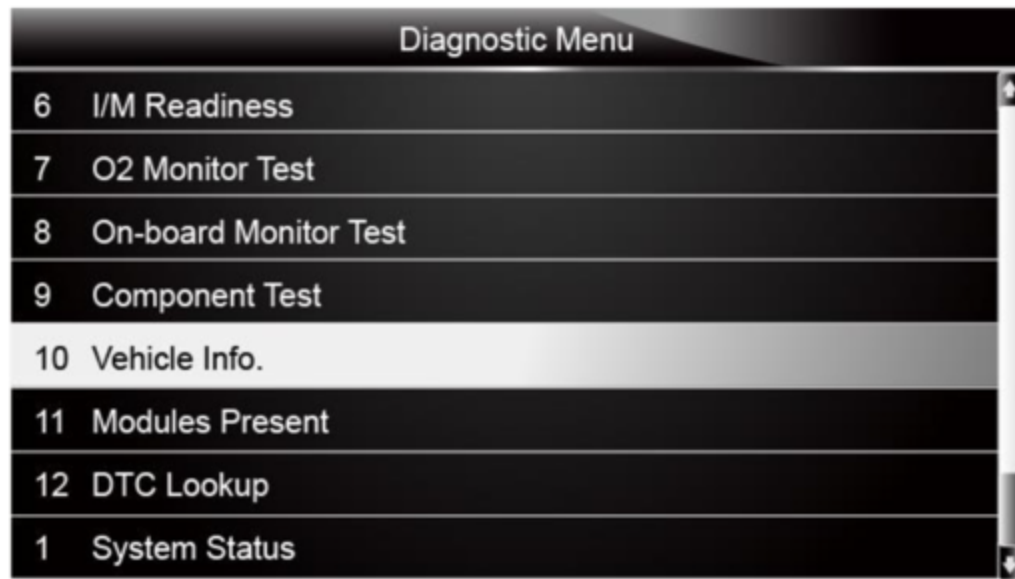 Diagnostic Menu
6 I/M Readiness
7 O2 Monitor Test
8 On-board Monitor Test
9 Component Test
10 Vehicle Info.
11 Modules Present
12 DTC Lookup
1 System Status